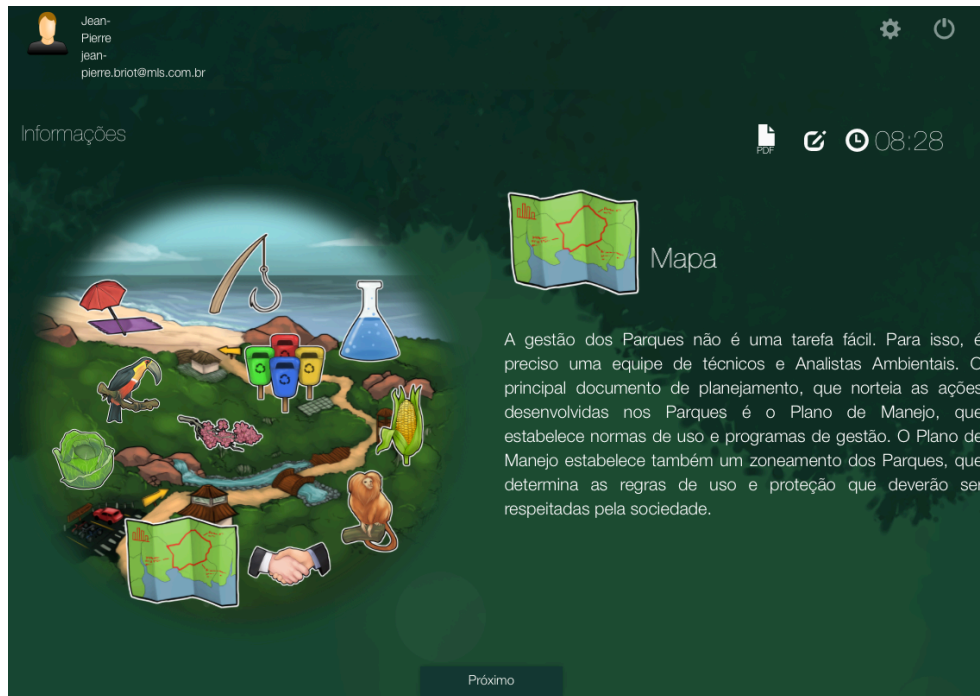 Jean-
Pierre
jean-
pierre.briot@mls.com.br
Informações
PDF
08:28
Mapa
A gestão dos Parques não é uma tarefa fácil. Para isso, é
preciso uma equipe de técnicos e Analistas Ambientais. O
principal documento de planejamento, que norteia as ações
desenvolvidas nos Parques é o Plano de Manejo, que
estabelece normas de uso e programas de gestão. O Plano de
Manejo estabelece também um zoneamento dos Parques, que
determina as regras de uso e proteção que deverão ser
respeitadas pela sociedade.
Próximo